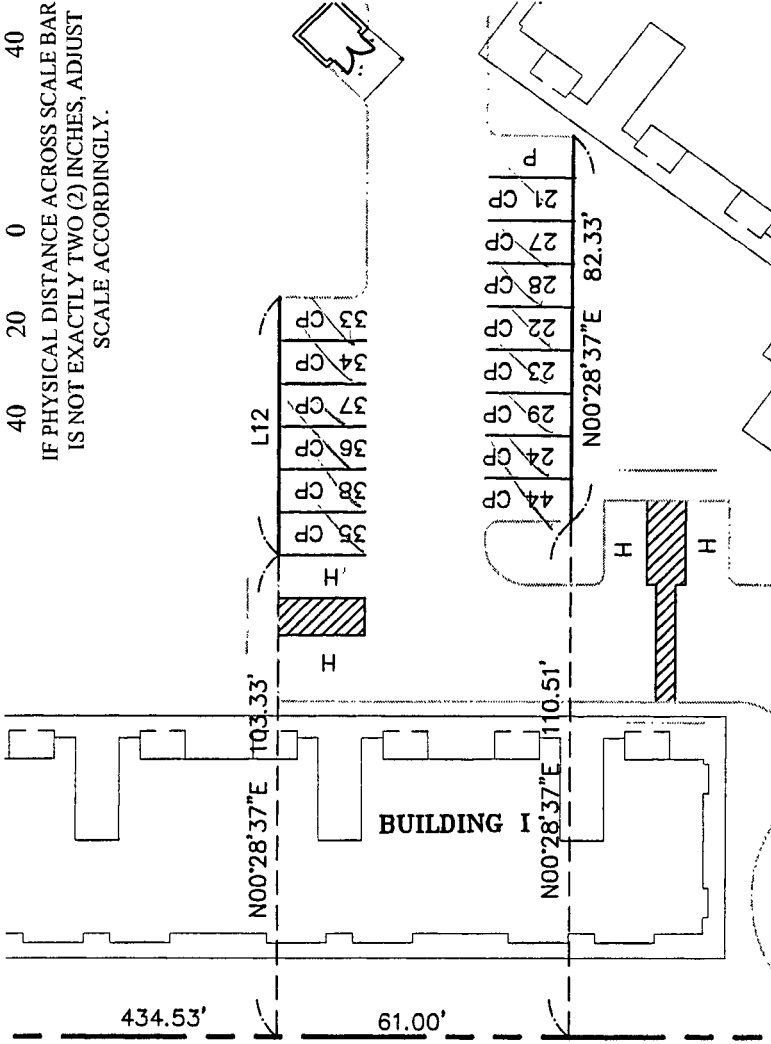 40 20 0 40
IF PHYSICAL DISTANCE ACROSS SCALE BAR
IS NOT EXACTLY TWO (2) INCHES, ADJUST
SCALE ACCORDINGLY.
P
21 CP
27 CP
28 CP
22 CP
23 CP
29 CP
24 CP
44 CP
N00°28'37"E 82.33'
33 CP
34 CP
37 CP
36 CP
38 CP
35 CP
L12
H
H
H
H
N00°28'37"E 103.33'
N00°28'37"E 110.51'
BUILDING I
434.53'
61.00'